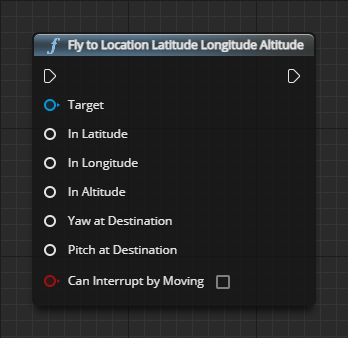 Fly to Location Latitude Longitude Altitude
Target
In Latitude
In Longitude
In Altitude
Yaw at Destination
Pitch at Destination
Can Interrupt by Moving